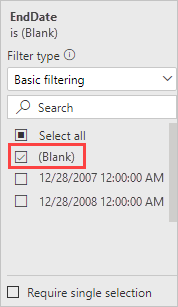 EndDate
is (Blank)
Filter type
Basic filtering
Search
Select all
(Blank)
12/28/2007 12:00:00 AM
12/28/2008 12:00:00 AM
Require single selection